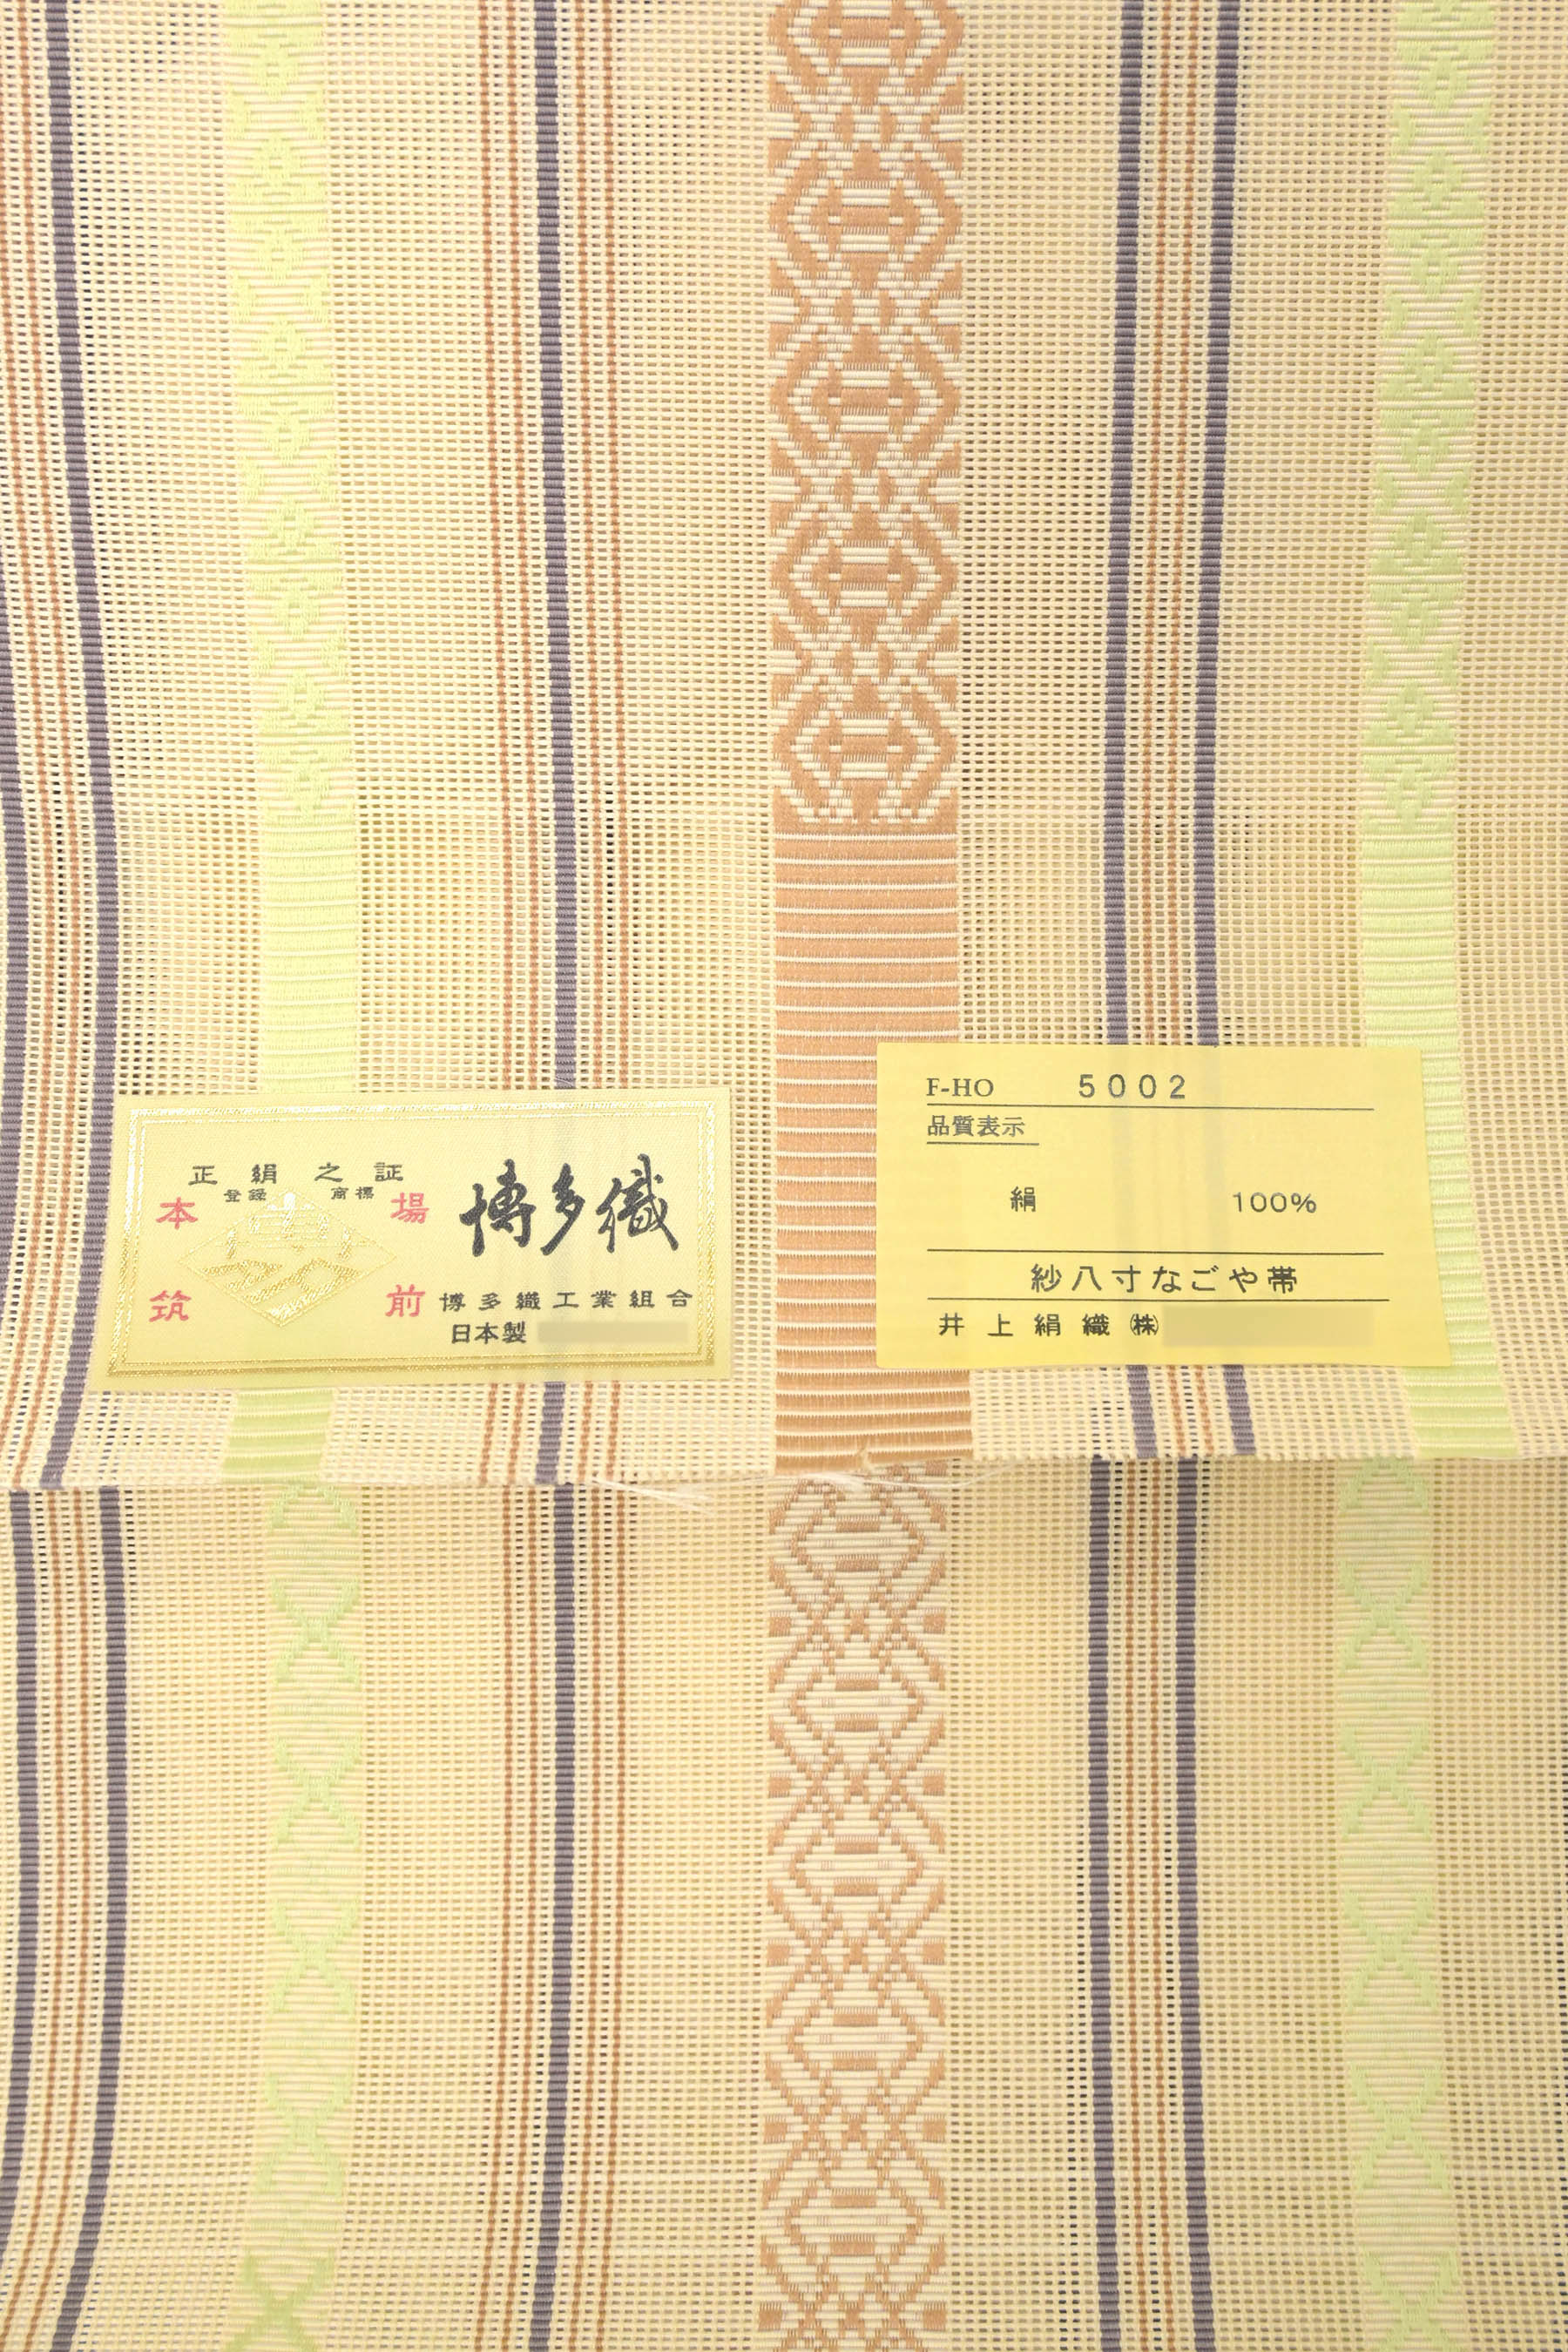 正絹之証
登録 商標
本場
筑前
博多織
博多織工業組合
日本製
F-HO 5002
品質表示
絹 100%
紗八寸なごや帯
井上絹織㈱